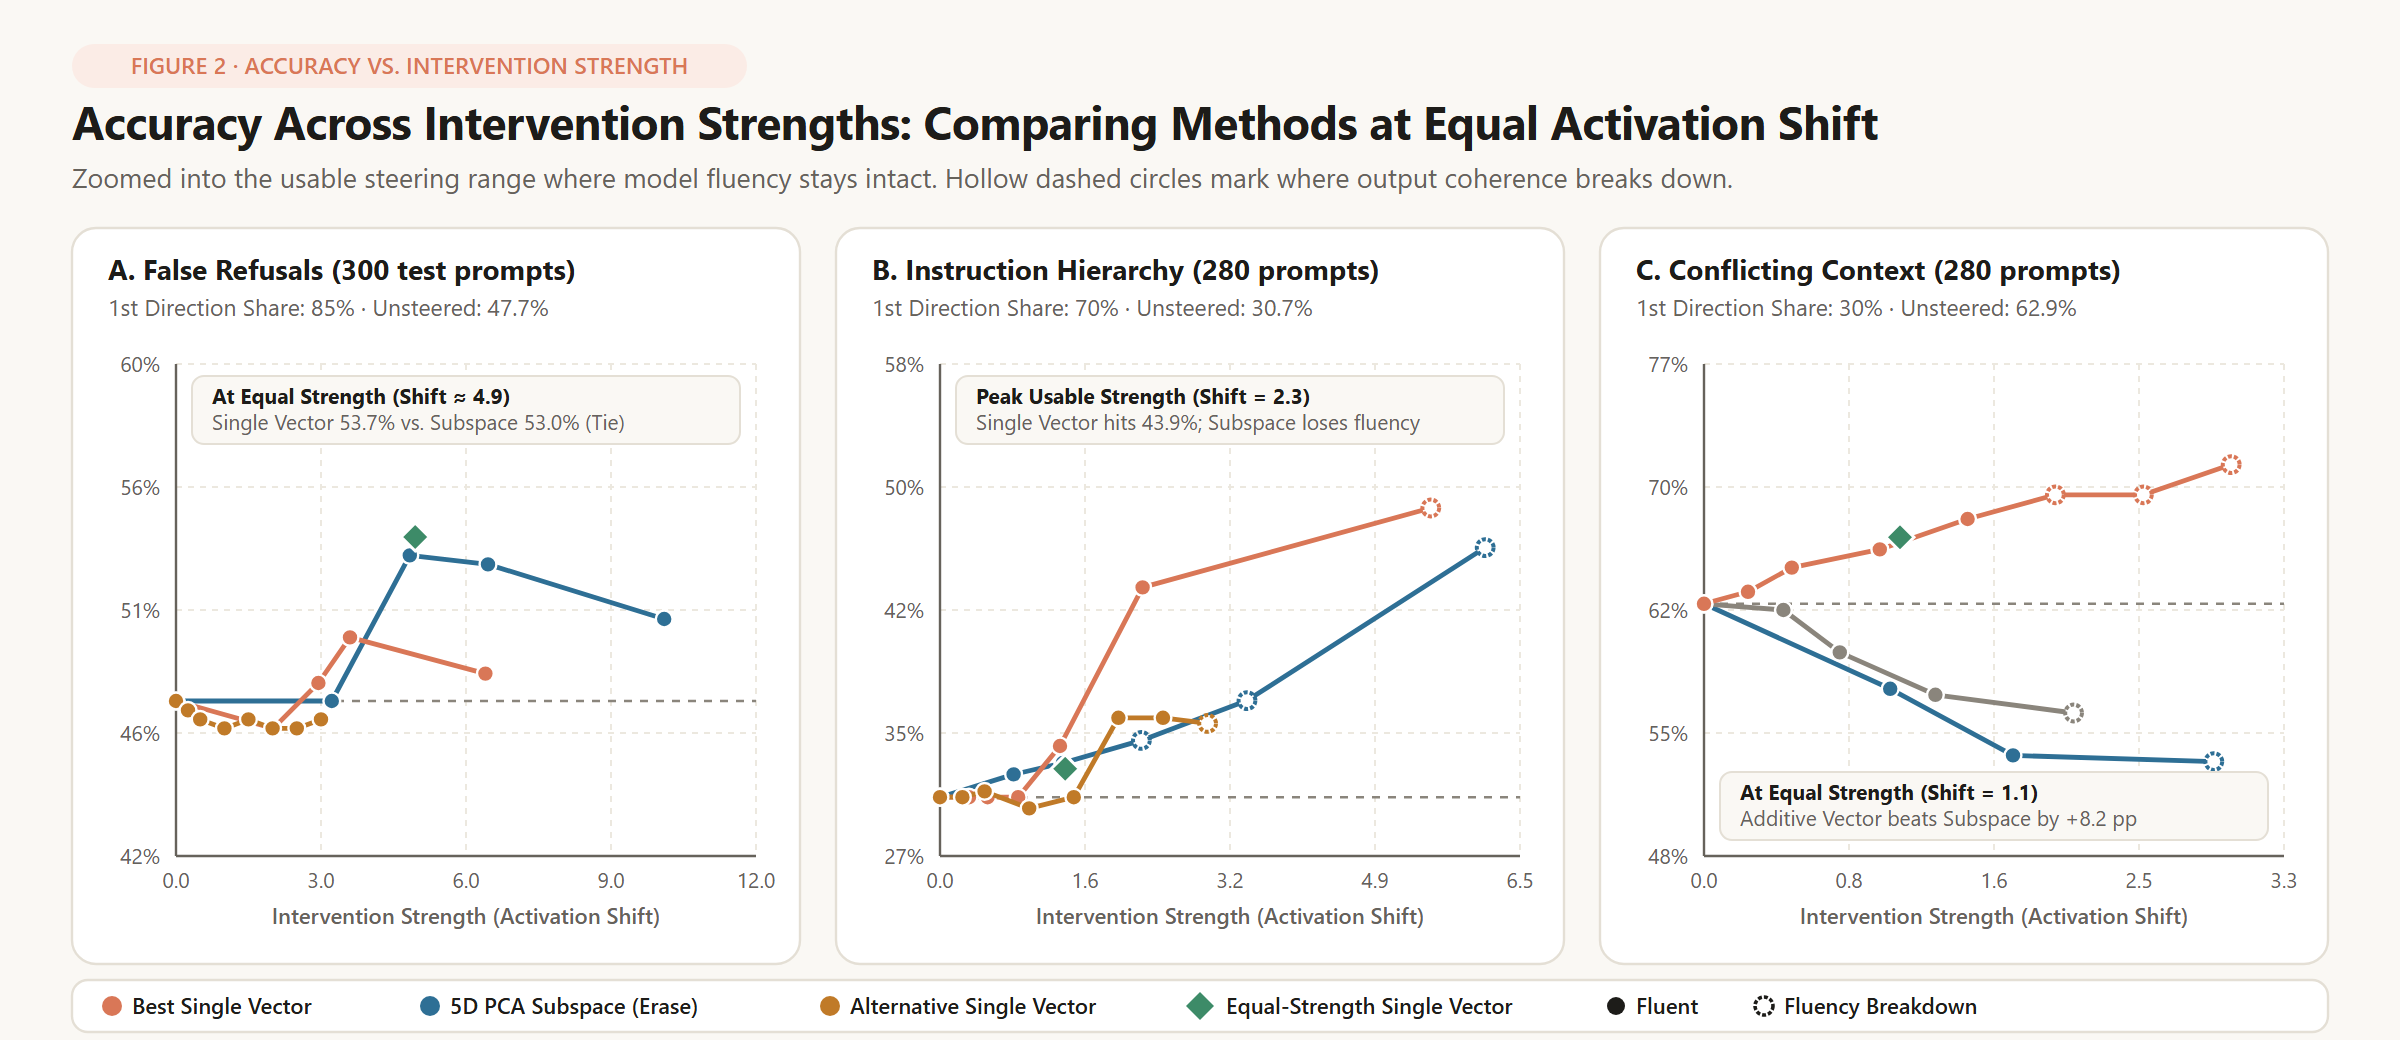 FIGURE 2 · ACCURACY VS. INTERVENTION STRENGTH
Accuracy Across Intervention Strengths: Comparing Methods at Equal Activation Shift
Zoomed into the usable steering range where model fluency stays intact. Hollow dashed circles mark where output coherence breaks down.
A. False Refusals (300 test prompts)
1st Direction Share: 85% · Unsteered: 47.7%
60%
At Equal Strength (Shift ≈ 4.9)
Single Vector 53.7% vs. Subspace 53.0% (Tie)
56%
51%
46%
42%
0.0 3.0 6.0 9.0 12.0
Intervention Strength (Activation Shift)
B. Instruction Hierarchy (280 prompts)
1st Direction Share: 70% · Unsteered: 30.7%
58%
Peak Usable Strength (Shift = 2.3)
Single Vector hits 43.9%; Subspace loses fluency
50%
42%
35%
27%
0.0 1.6 3.2 4.9 6.5
Intervention Strength (Activation Shift)
C. Conflicting Context (280 prompts)
1st Direction Share: 30% · Unsteered: 62.9%
77%
70%
62%
55%
At Equal Strength (Shift = 1.1)
Additive Vector beats Subspace by +8.2 pp
48%
0.0 0.8 1.6 2.5 3.3
Intervention Strength (Activation Shift)
Best Single Vector 5D PCA Subspace (Erase) Alternative Single Vector Equal-Strength Single Vector Fluent Fluency Breakdown